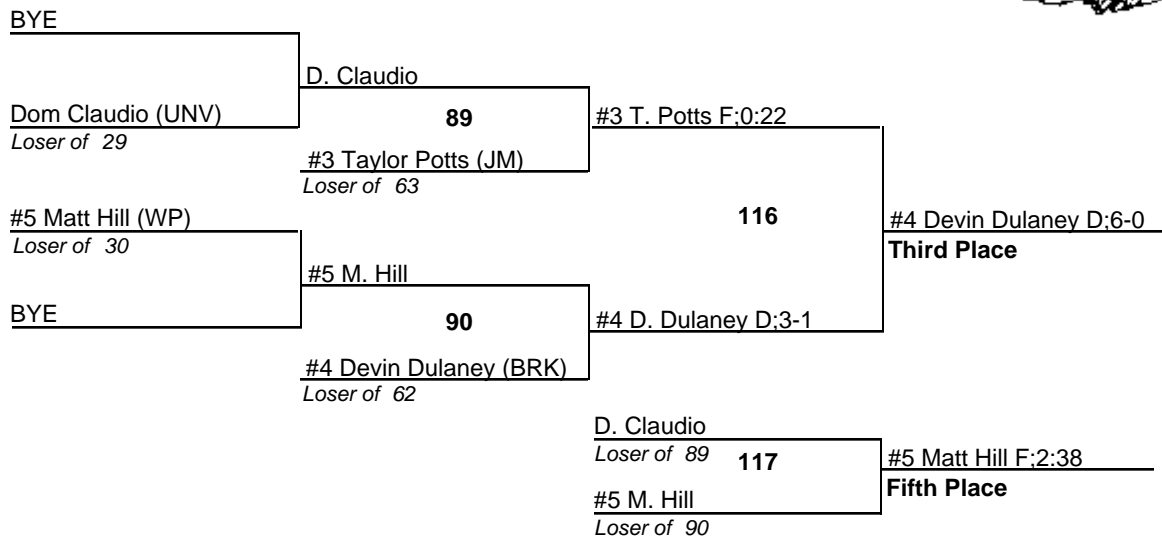 BYE
D. Claudio
Dom Claudio (UNV)
Loser of 29
89
#3 T. Potts F;0:22
#3 Taylor Potts (JM)
Loser of 63
#5 Matt Hill (WP)
Loser of 30
116
#4 Devin Dulaney D;6-0
Third Place
#5 M. Hill
BYE
90
#4 D. Dulaney D;3-1
#4 Devin Dulaney (BRK)
Loser of 62
D. Claudio
Loser of 89
117
#5 Matt Hill F;2:38
Fifth Place
#5 M. Hill
Loser of 90